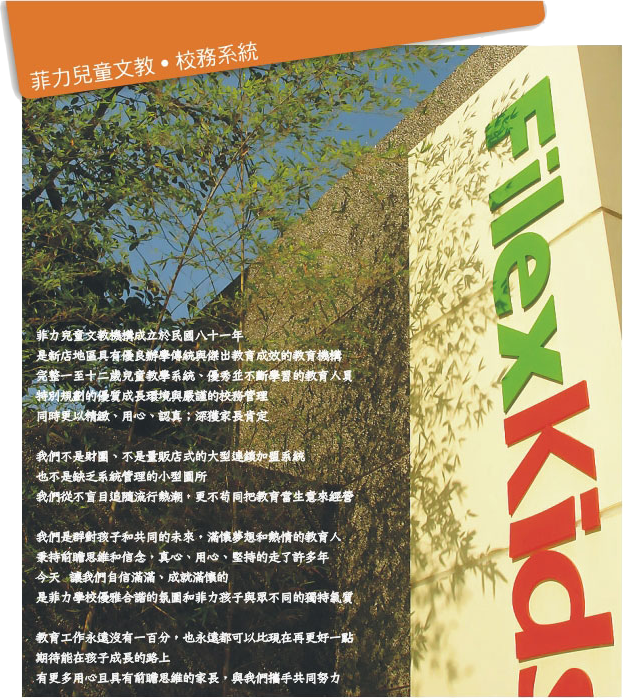 菲力兒童文教•校務系統
FilexKids
菲力兒童文教機構成立於民國八十一年
是新店地區具有優良辦學傳統與傑出教育成效的教育機構
完整一至十二歲兒童教學系統、優秀並不斷學習的教育人員
特別規劃的優質成長環境與嚴謹的校務管理
同時更以精緻、用心、認真；深獲家長肯定
我們不是財團、不是量販店式的大型連鎖加盟系統
也不是缺乏系統管理的小型園所
我們從不盲目追隨流行熱潮，更不苟同把教育當生意來經營
我們是群對孩子和共同的未來，滿懷夢想和熱情的教育人
秉持前瞻思維和信念，真心、用心、堅持的走了許多年
今天 讓我們自信滿滿、成就滿懷的
是菲力學校優雅合諧的氛圍和菲力孩子與眾不同的獨特氣質
教育工作永遠沒有一百分，也永遠都可以比現在再更好一點
期待能在孩子成長的路上
有更多用心且具有前瞻思維的家長，與我們攜手共同努力